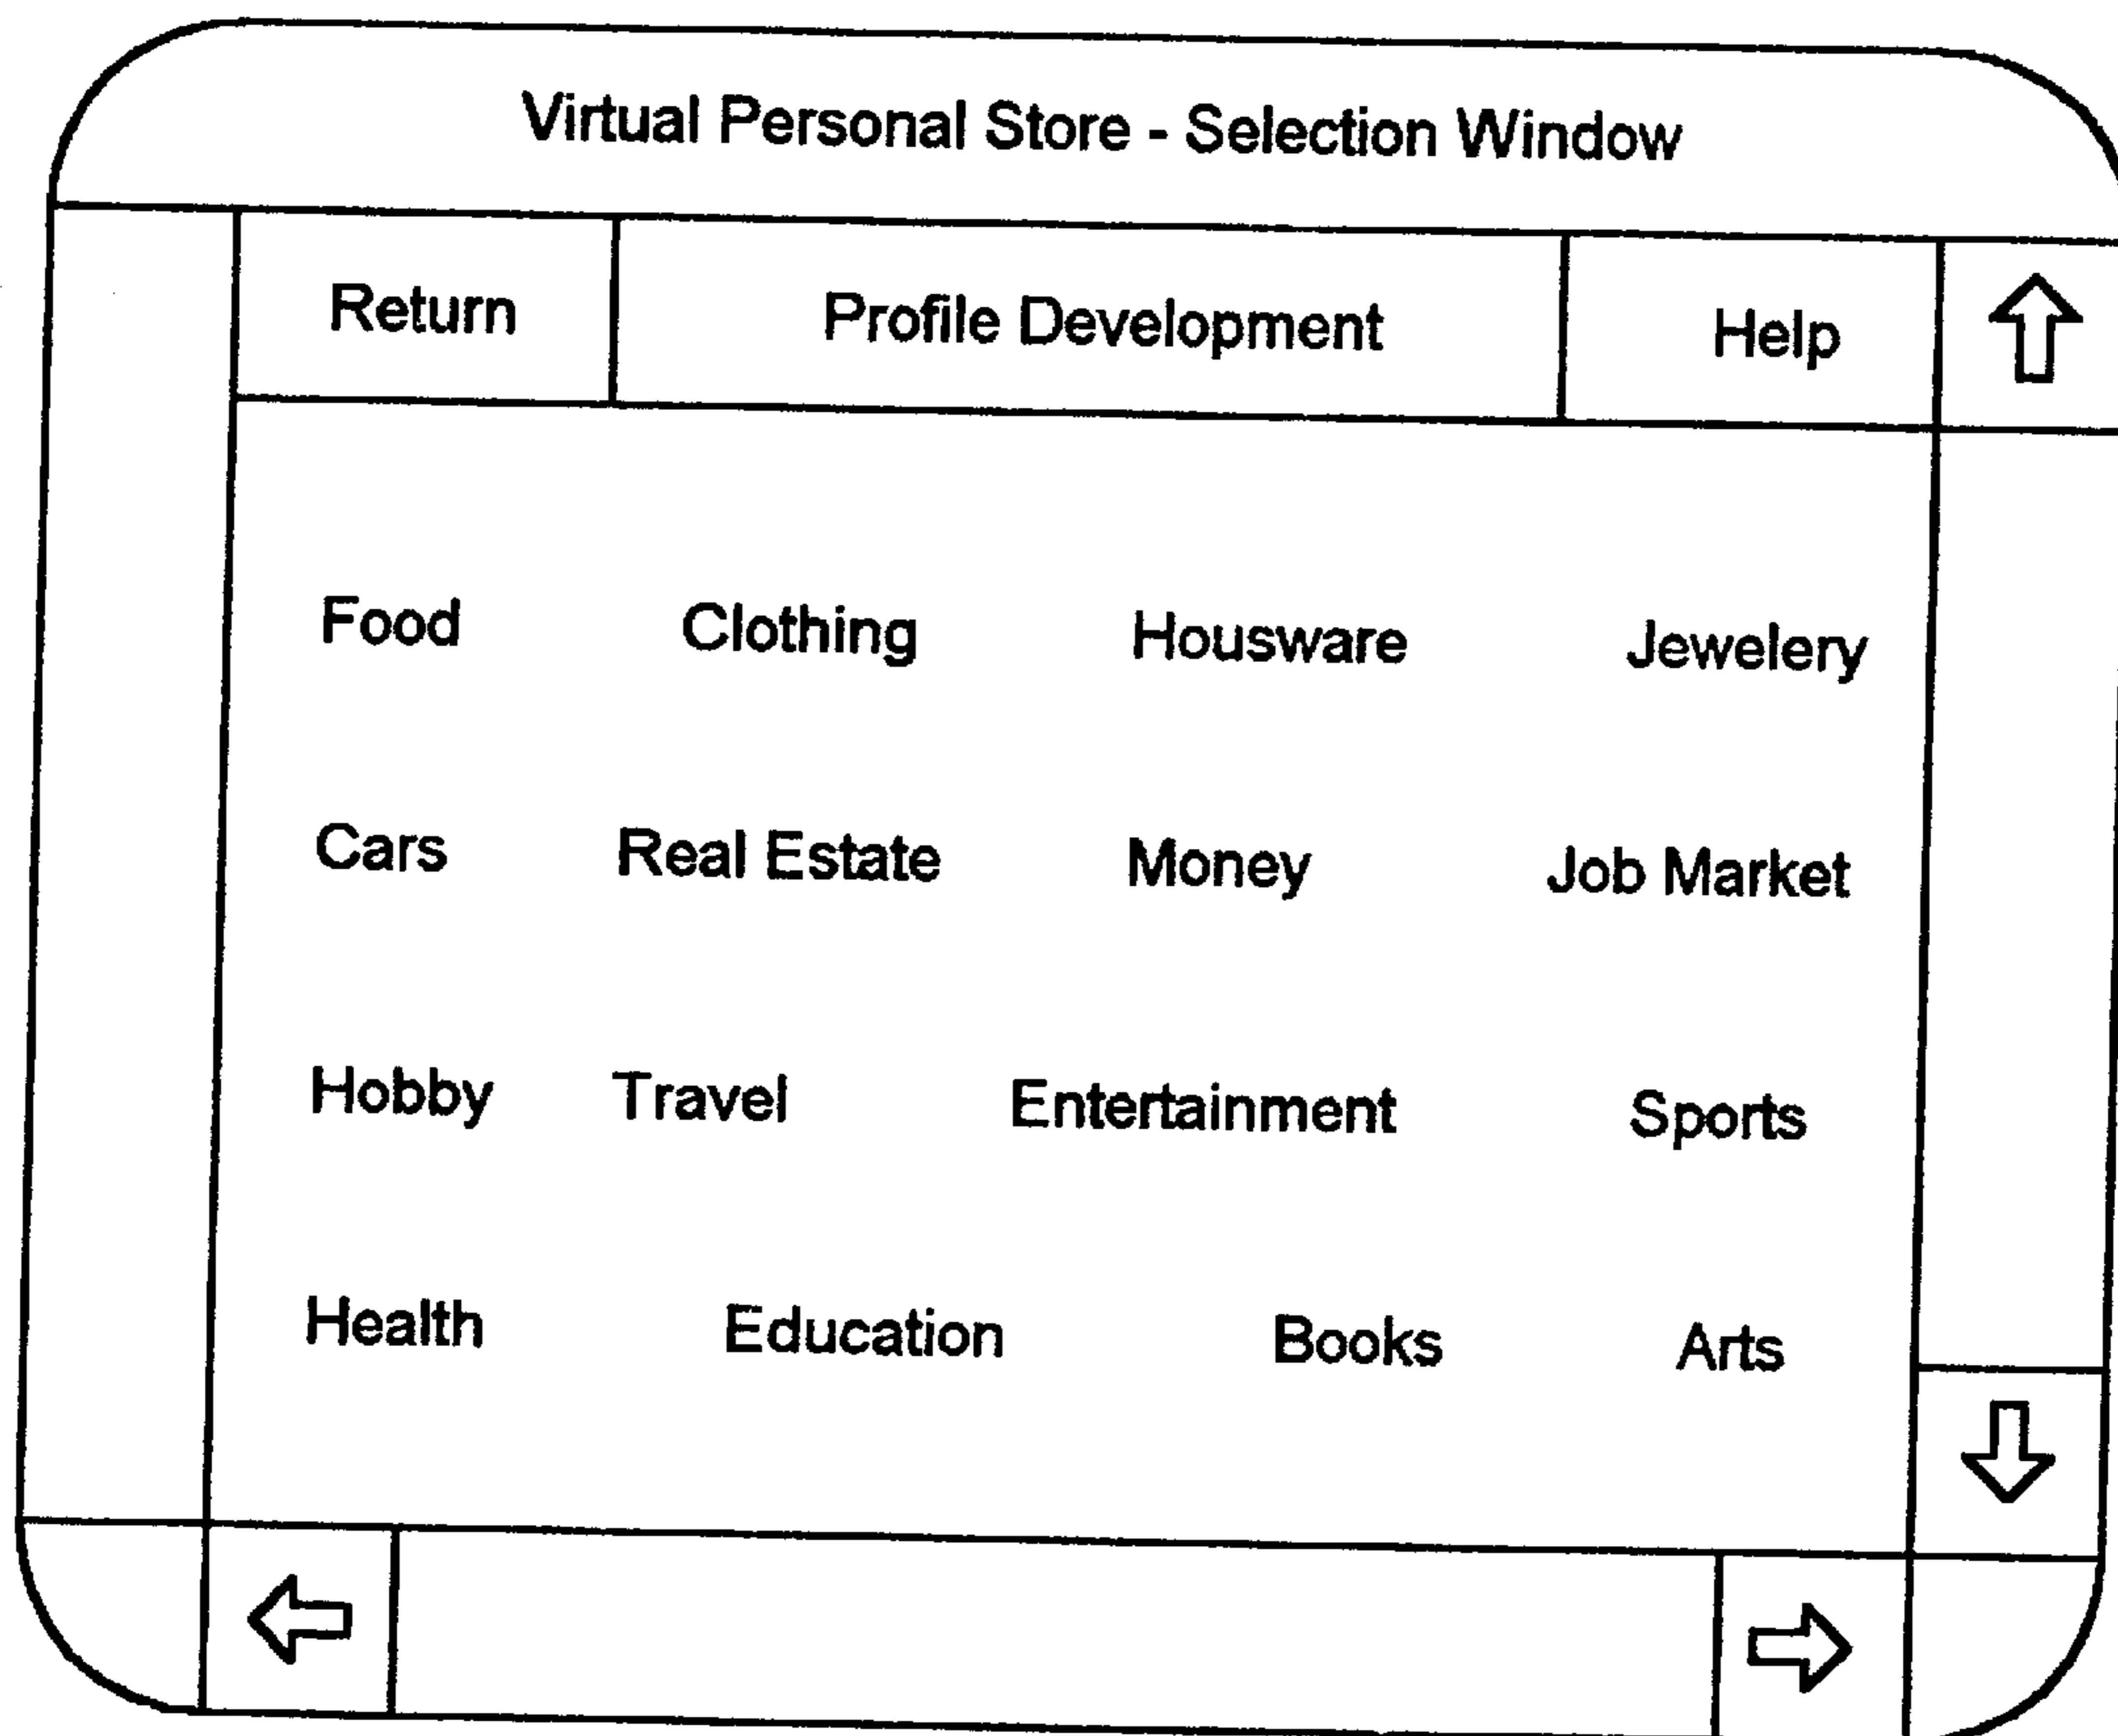 Virtual Personal Store - Selection Window
Return Profile Development Help
Food Clothing Housware Jewelery
Cars Real Estate Money Job Market
Hobby Travel Entertainment Sports
Health Education Books Arts